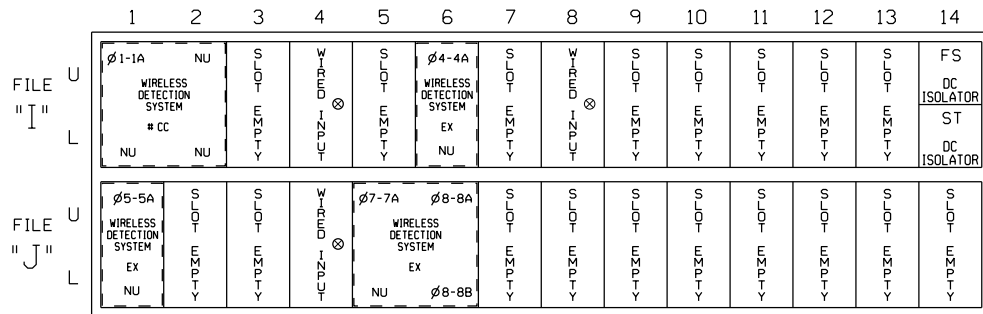 1 2 3 4 5 6 7 8 9 10 11 12 13 14
FILE "I"
U
L
Ø1-1A NU
WIRELESS
DETECTION
SYSTEM
# CC
NU NU
SLOT EMPTY
WIRED INPUT
SLOT EMPTY
Ø4-4A
WIRELESS
DETECTION
SYSTEM
EX
NU
SLOT EMPTY
WIRED INPUT
SLOT EMPTY
SLOT EMPTY
SLOT EMPTY
SLOT EMPTY
SLOT EMPTY
FS
DC
ISOLATOR
ST
DC
ISOLATOR
FILE "J"
U
L
Ø5-5A
WIRELESS
DETECTION
SYSTEM
EX
NU
SLOT EMPTY
SLOT EMPTY
WIRED INPUT
Ø7-7A Ø8-8A
WIRELESS
DETECTION
SYSTEM
EX
NU Ø8-8B
SLOT EMPTY
SLOT EMPTY
SLOT EMPTY
SLOT EMPTY
SLOT EMPTY
SLOT EMPTY
SLOT EMPTY
SLOT EMPTY